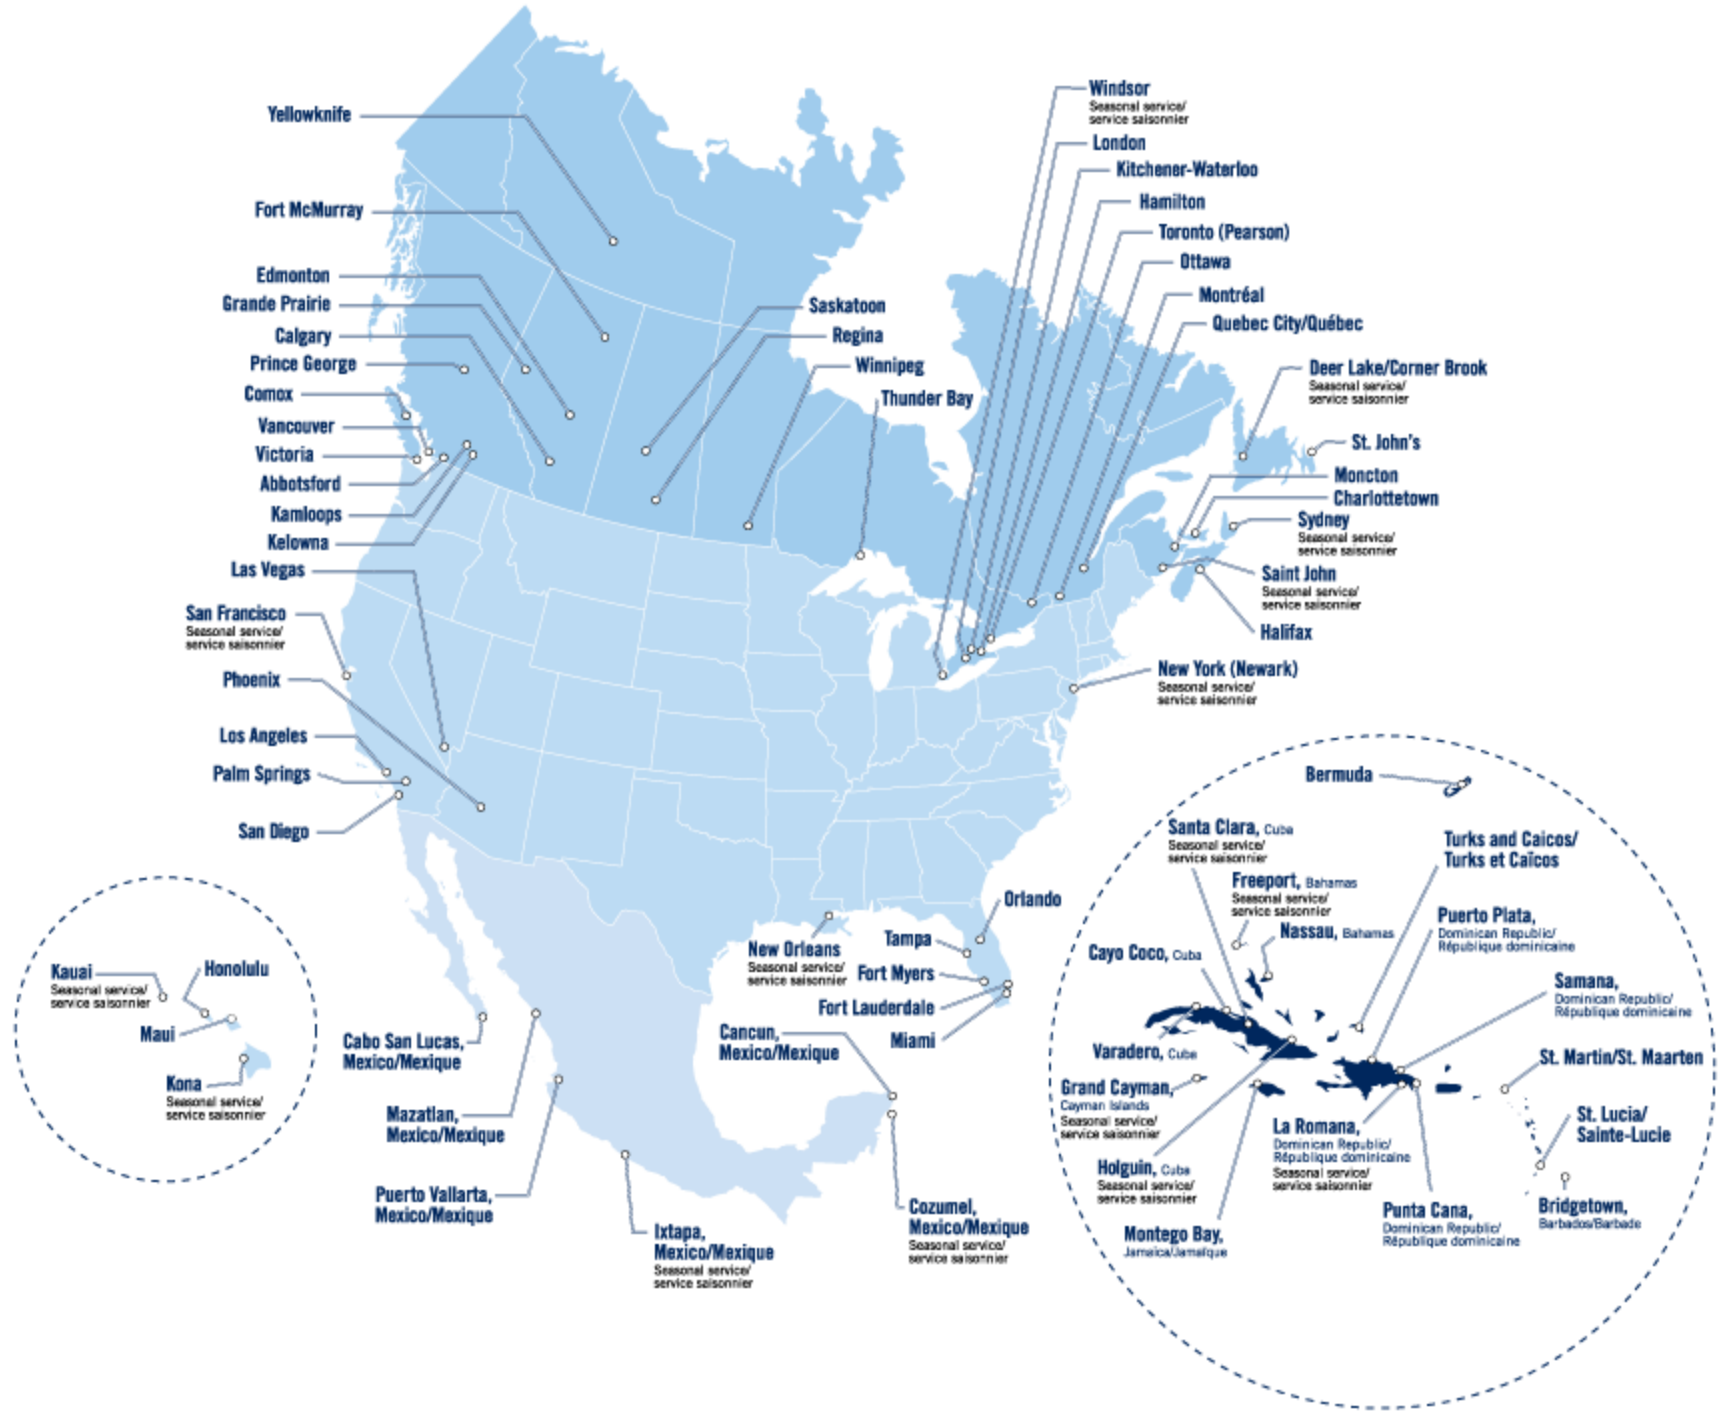 Yellowknife
Fort McMurray
Edmonton
Grande Prairie
Calgary
Prince George
Comox
Vancouver
Victoria
Abbotsford
Kamloops
Kelowna
Las Vegas
San Francisco
Seasonal service/
service saisonnier
Phoenix
Los Angeles
Palm Springs
San Diego
Saskatoon
Regina
Winnipeg
Thunder Bay
Windsor
Seasonal service/
service saisonnier
London
Kitchener-Waterloo
Hamilton
Toronto (Pearson)
Ottawa
Montréal
Quebec City/Québec
Deer Lake/Corner Brook
Seasonal service/
service saisonnier
St. John's
Moncton
Charlottetown
Sydney
Seasonal service/
service saisonnier
Saint John
Seasonal service/
service saisonnier
Halifax
New York (Newark)
Seasonal service/
service saisonnier
Kauai
Seasonal service/
service saisonnier
Honolulu
Maui
Kona
Seasonal service/
service saisonnier
Cabo San Lucas,
Mexico/Mexique
Mazatlan,
Mexico/Mexique
Puerto Vallarta,
Mexico/Mexique
Ixtapa,
Mexico/Mexique
Seasonal service/
service saisonnier
New Orleans
Seasonal service/
service saisonnier
Orlando
Tampa
Fort Myers
Fort Lauderdale
Miami
Cancun,
Mexico/Mexique
Cozumel,
Mexico/Mexique
Seasonal service/
service saisonnier
Bermuda
Santa Clara, Cuba
Seasonal service/
service saisonnier
Turks and Caicos/
Turks et Caïcos
Freeport, Bahamas
Seasonal service/
service saisonnier
Nassau, Bahamas
Puerto Plata,
Dominican Republic/
République dominicaine
Cayo Coco, Cuba
Samana,
Dominican Republic/
République dominicaine
Varadero, Cuba
St. Martin/St. Maarten
Grand Cayman,
Cayman Islands
Seasonal service/
service saisonnier
La Romana,
Dominican Republic/
République dominicaine
Seasonal service/
service saisonnier
St. Lucia/
Sainte-Lucie
Holguin, Cuba
Seasonal service/
service saisonnier
Punta Cana,
Dominican Republic/
République dominicaine
Bridgetown,
Barbados/Barbade
Montego Bay,
Jamaica/Jamaïque